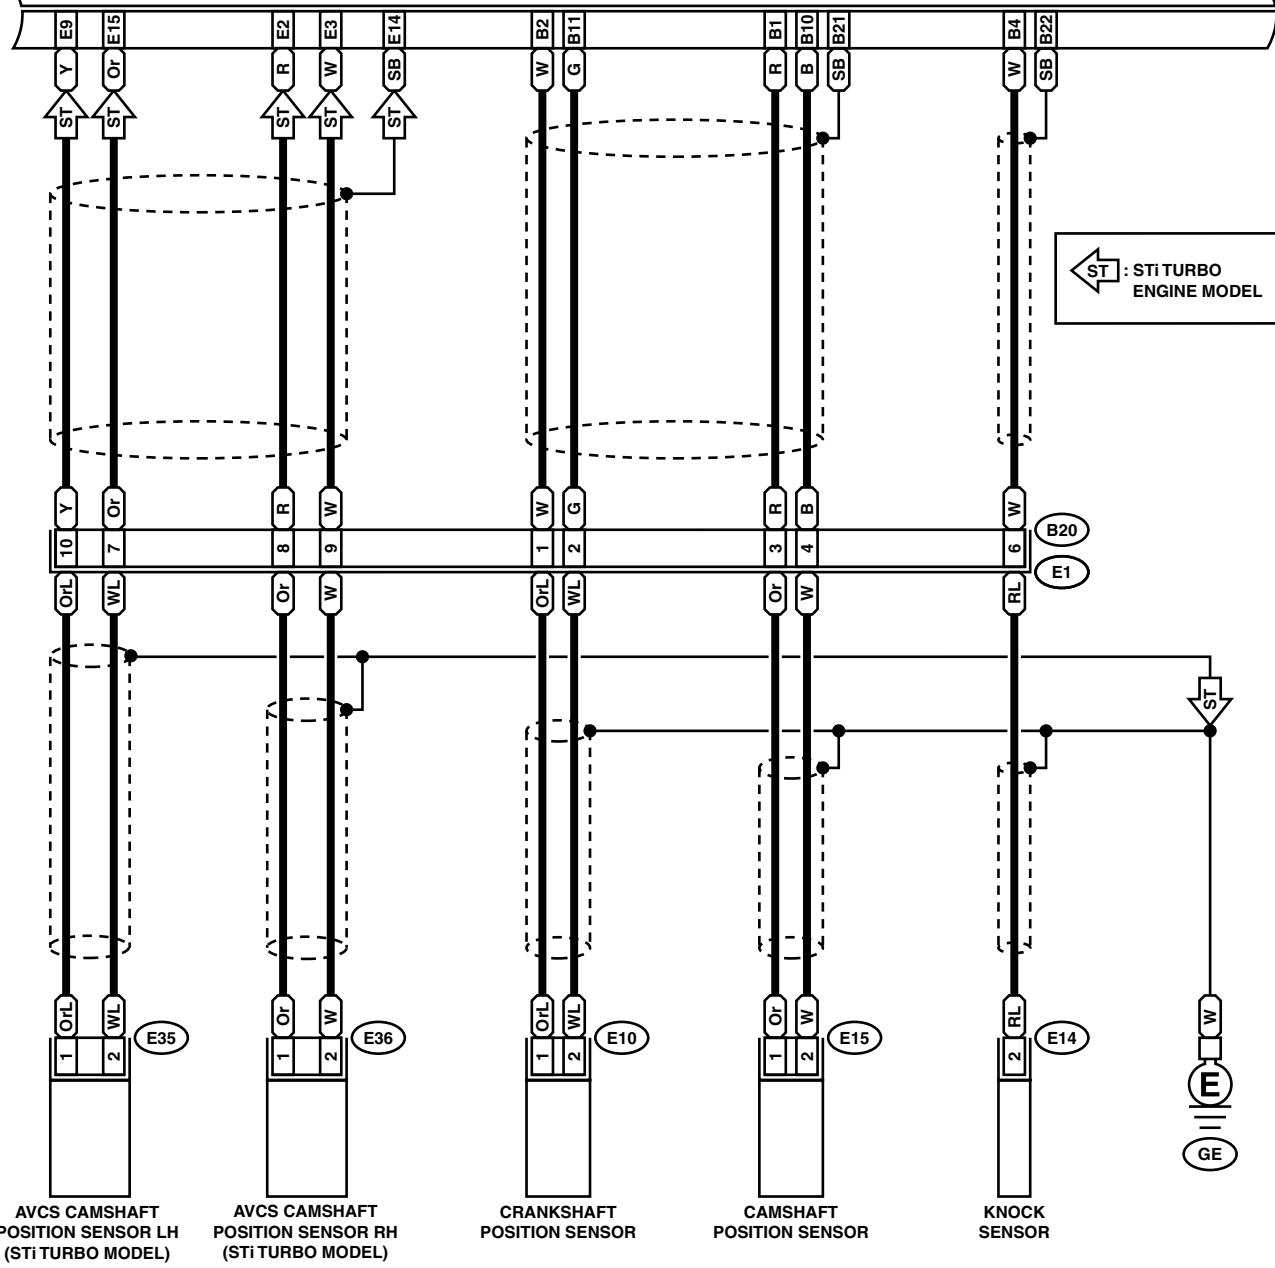 E9 E15 E2 E3 E14 B2 B11 B1 B10 B21 B4 B22
Y Or R W SB W G R B SB W SB
ST ST ST ST ST
ST : STi TURBO
ENGINE MODEL
Y Or R W W G R B W
10 7 8 9 1 2 3 4 6
B20
E1
OrL WL Or W OrL WL Or W RL
ST
OrL WL Or W OrL WL Or W RL W
1 2 E35 1 2 E36 1 2 E10 1 2 E15 2 E14
E
GE
AVCS CAMSHAFT
POSITION SENSOR LH
(STi TURBO MODEL)
AVCS CAMSHAFT
POSITION SENSOR RH
(STi TURBO MODEL)
CRANKSHAFT
POSITION SENSOR
CAMSHAFT
POSITION SENSOR
KNOCK
SENSOR